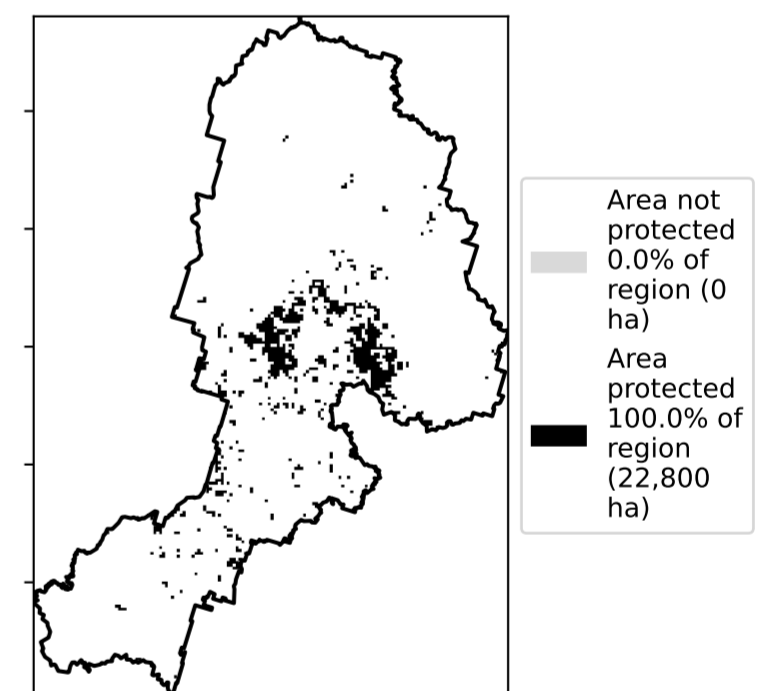 Area not
protected
0.0% of
region (0
ha)
Area
protected
100.0% of
region
(22,800
ha)